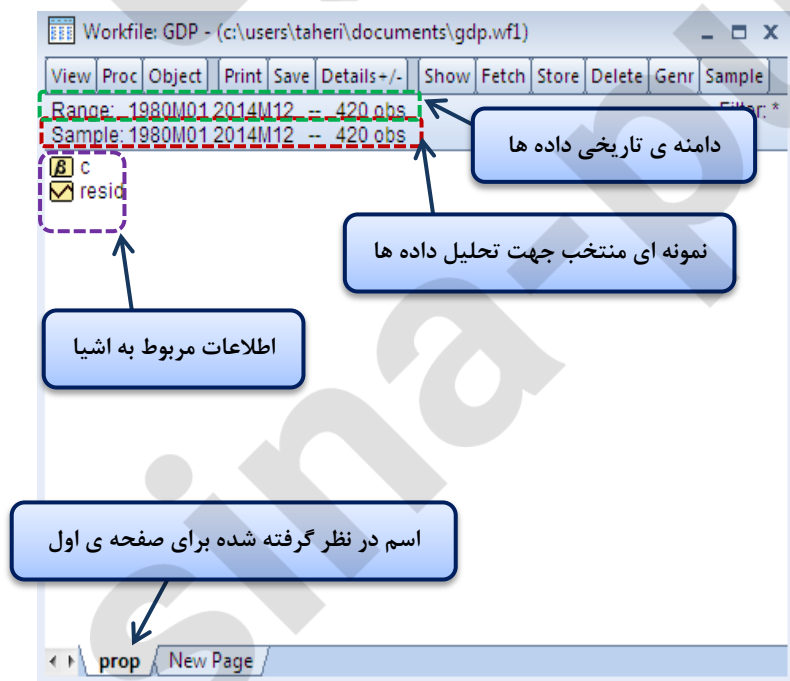 Workfile: GDP - (c:\users\taheri\documents\gdp.wf1)
View Proc Object Print Save Details+/- Show Fetch Store Delete Genr Sample
Range: 1980M01 2014M12 -- 420 obs Filter: *
Sample: 1980M01 2014M12 -- 420 obs
دامنه ی تاریخی داده ها
β c
resid
نمونه ای منتخب جهت تحلیل داده ها
اطلاعات مربوط به اشیا
اسم در نظر گرفته شده برای صفحه ی اول
prop New Page